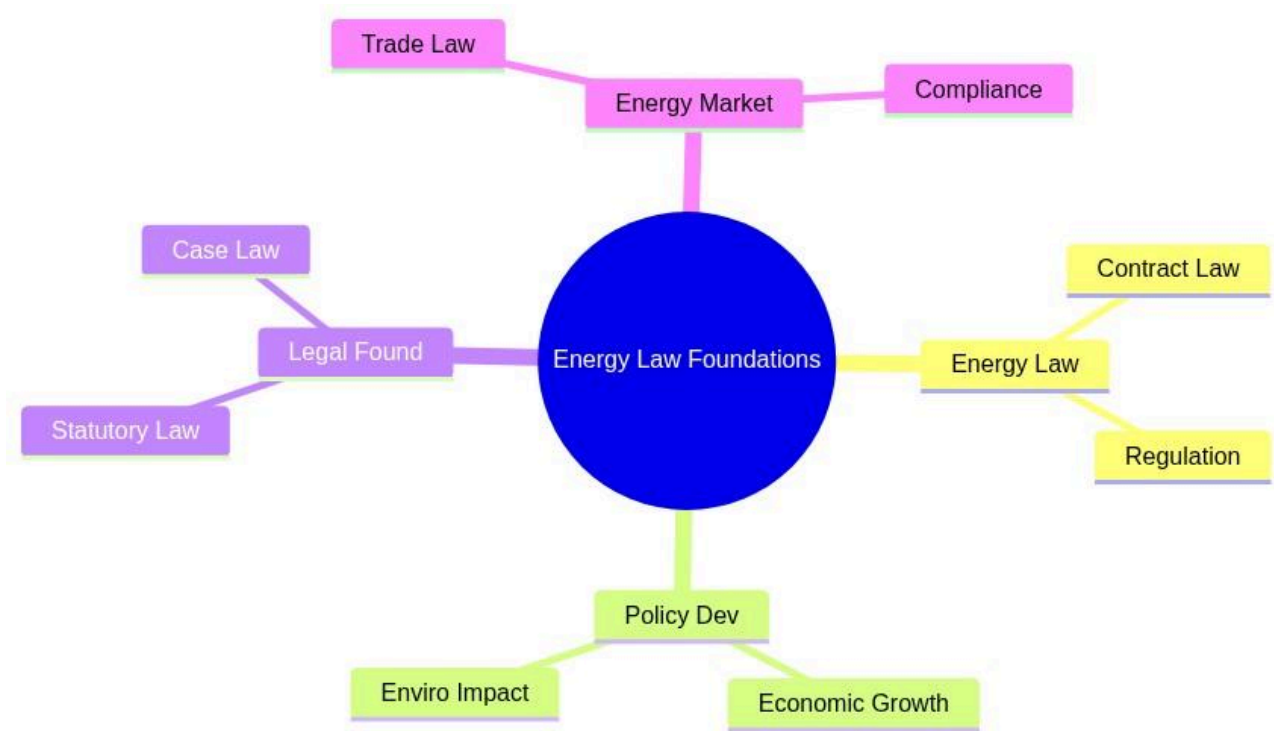 Trade Law
Energy Market
Compliance
Case Law
Contract Law
Legal Found
Energy Law Foundations
Energy Law
Statutory Law
Regulation
Policy Dev
Enviro Impact
Economic Growth